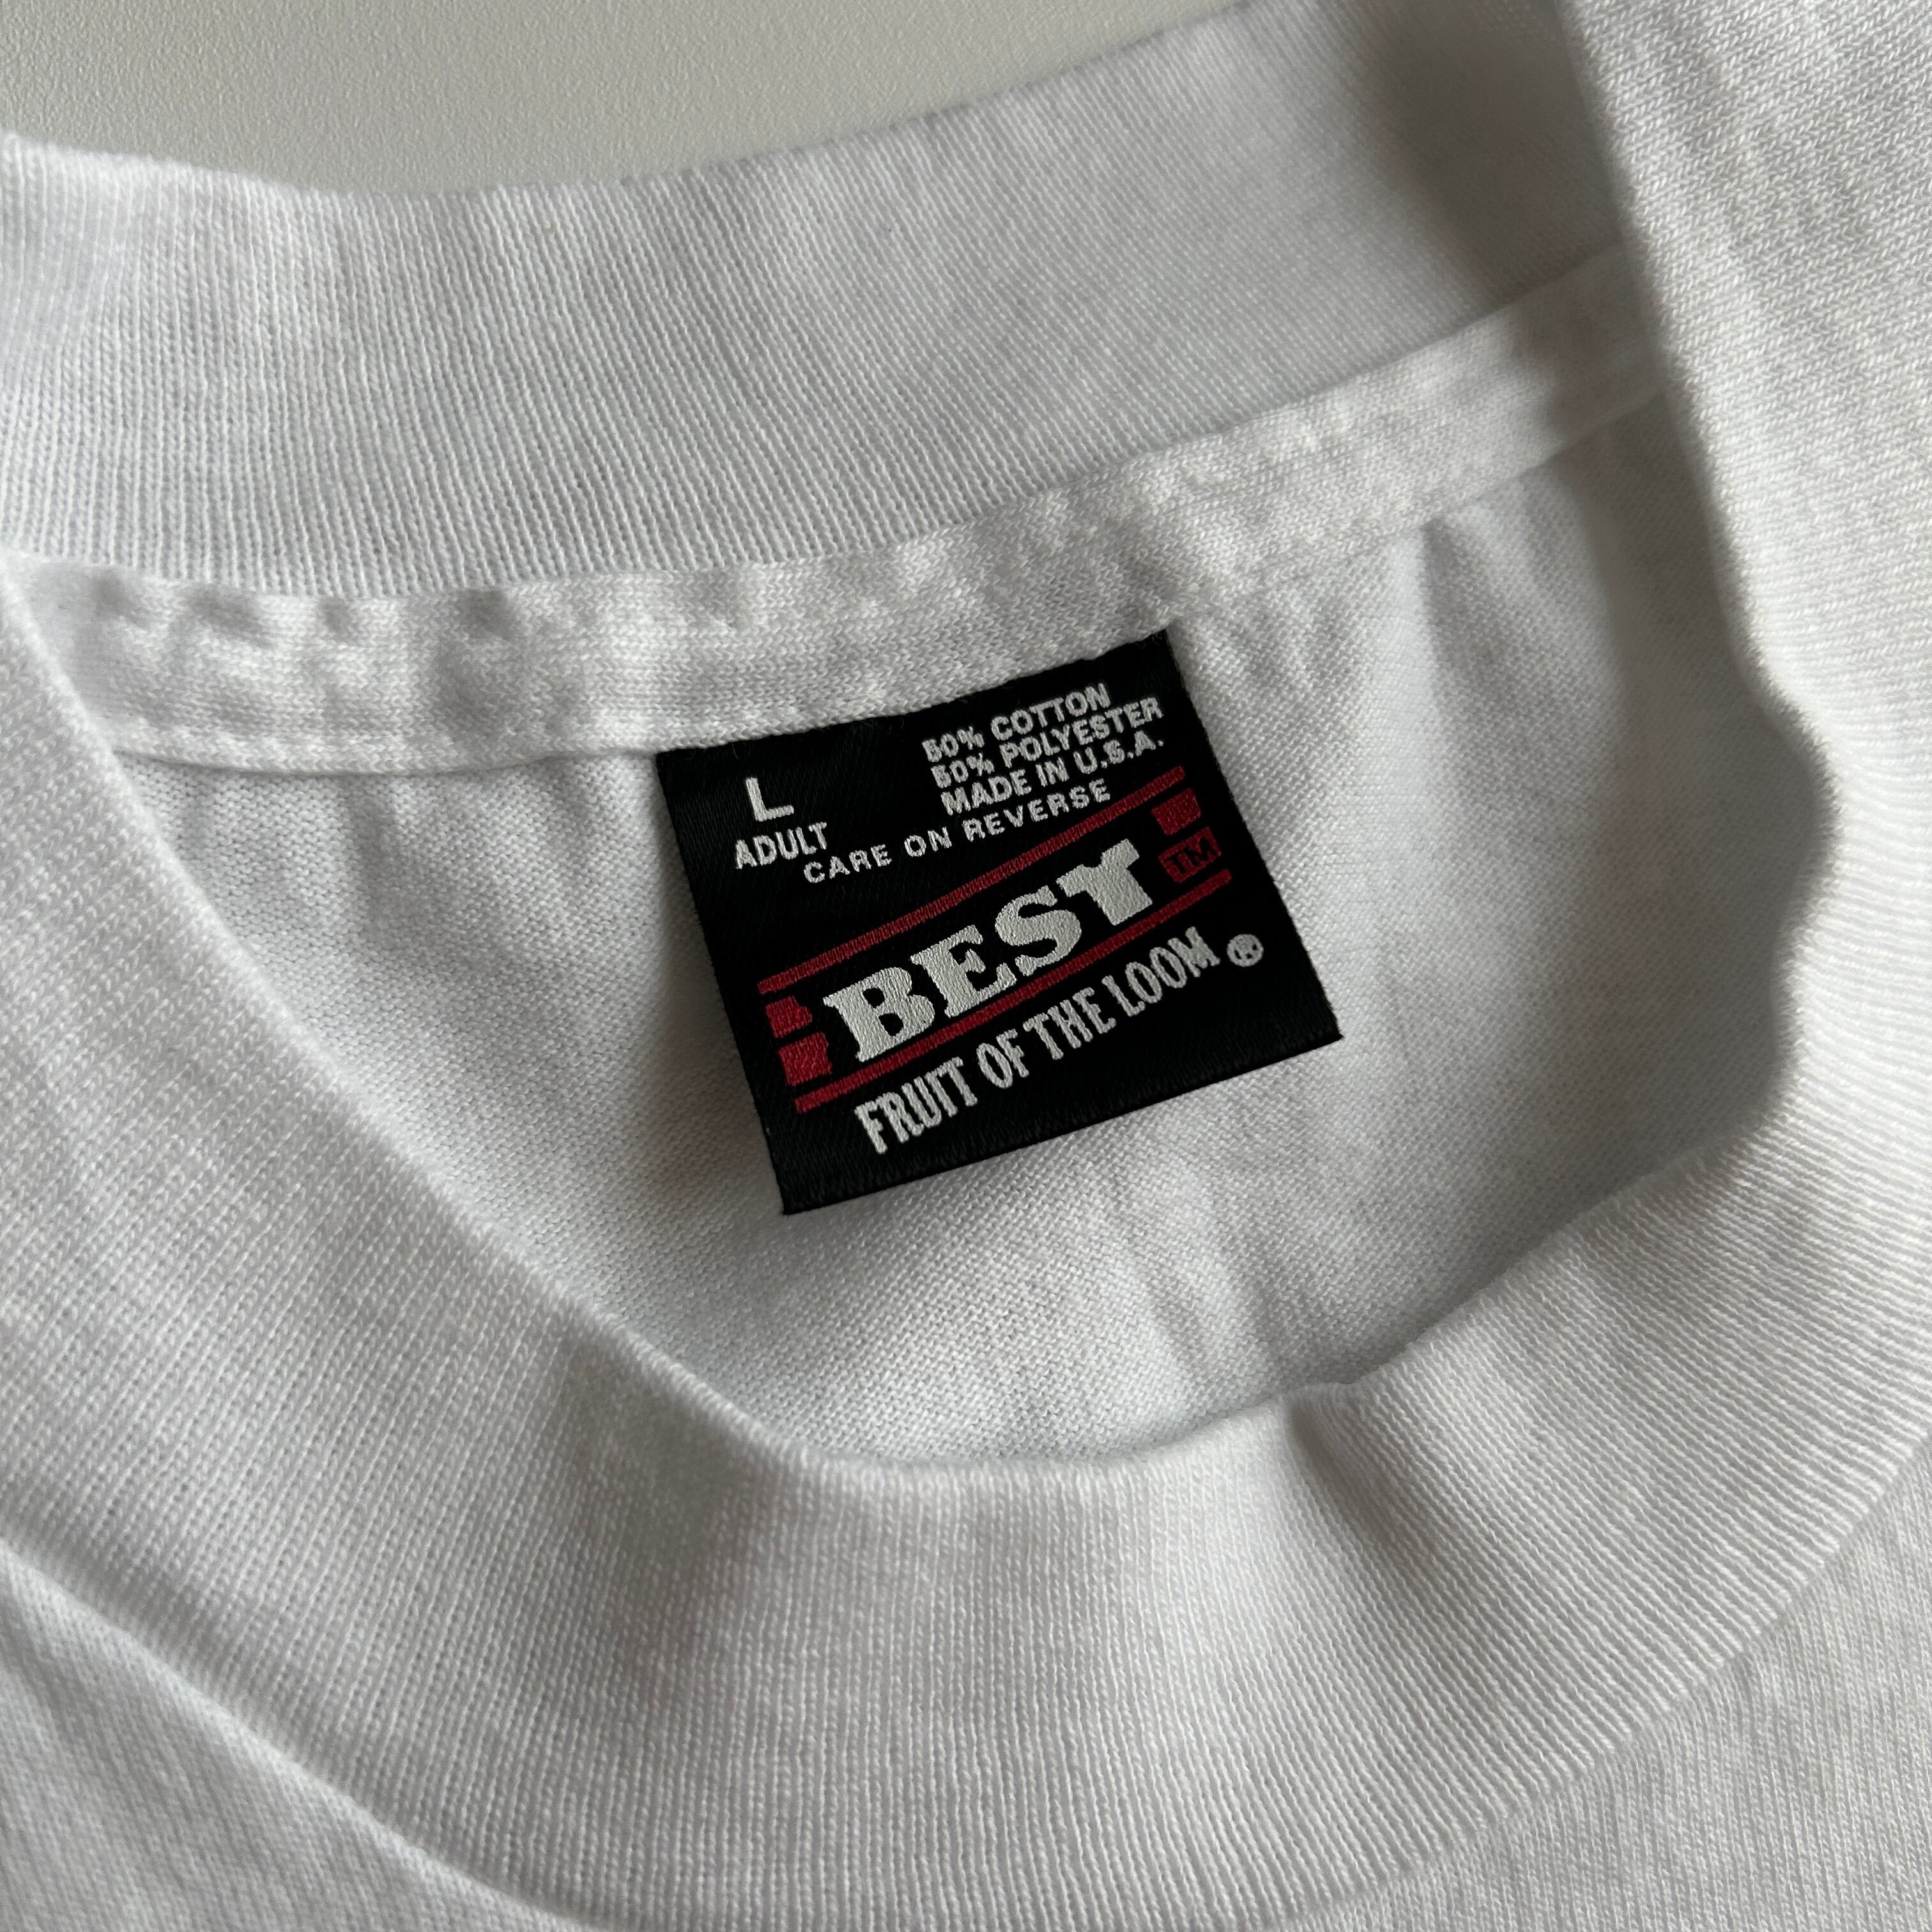 L
ADULT
50% COTTON
50% POLYESTER
MADE IN U.S.A.
CARE ON REVERSE
BEST TM
FRUIT OF THE LOOM ®